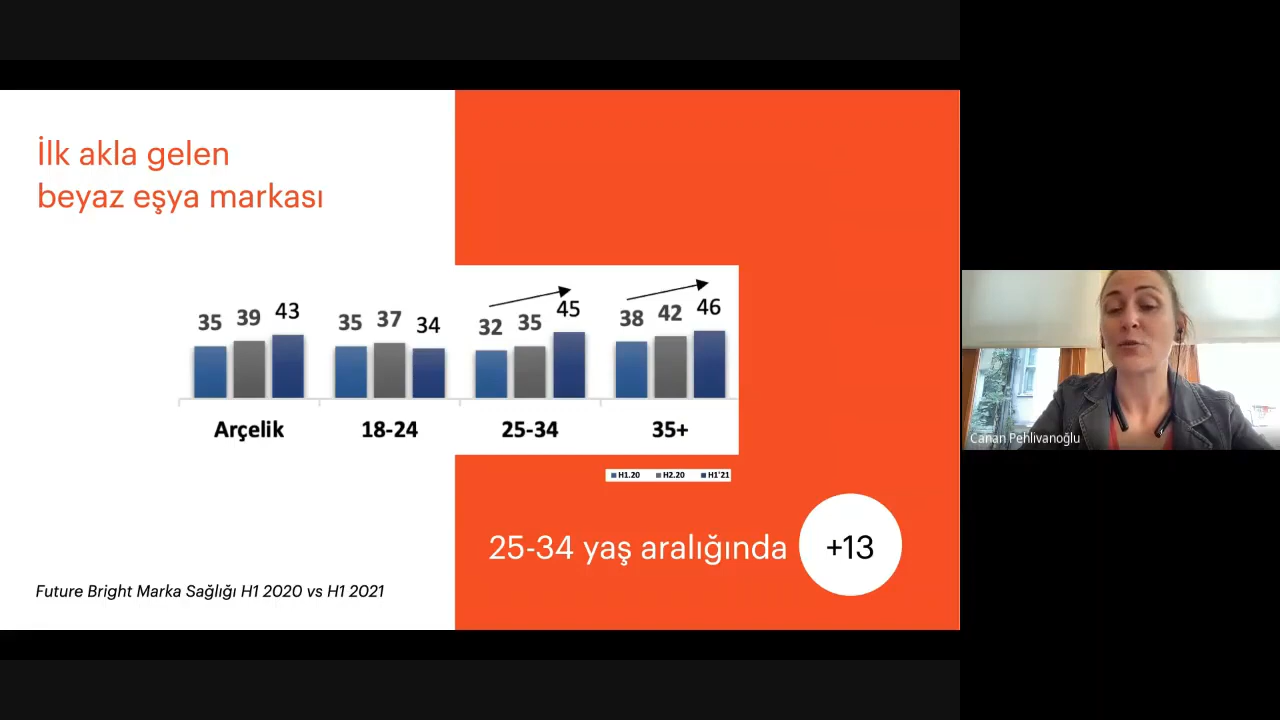 İlk akla gelen
beyaz eşya markası
35 39 43 35 37 34 32 35 45 38 42 46
Arçelik 18-24 25-34 35+
H1.20 H2.20 H1'21
25-34 yaş aralığında +13
Future Bright Marka Sağlığı H1 2020 vs H1 2021
Canan Pehlivanoğlu